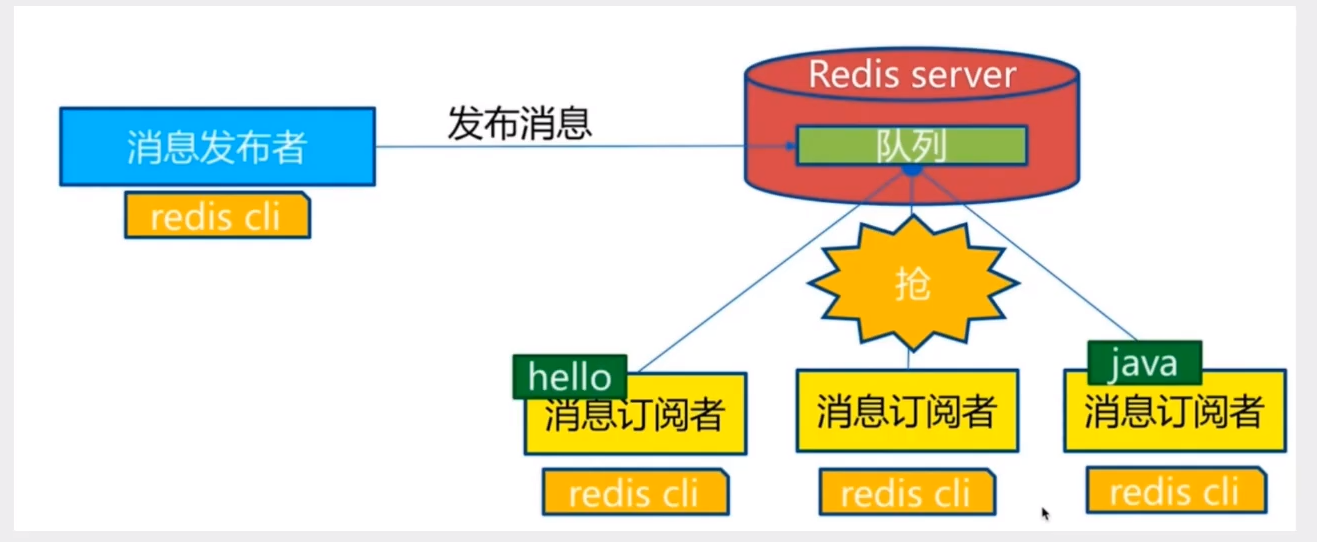 Redis server
发布消息
消息发布者
队列
redis cli
抢
hello
java
消息订阅者
消息订阅者
消息订阅者
redis cli
redis cli
redis cli